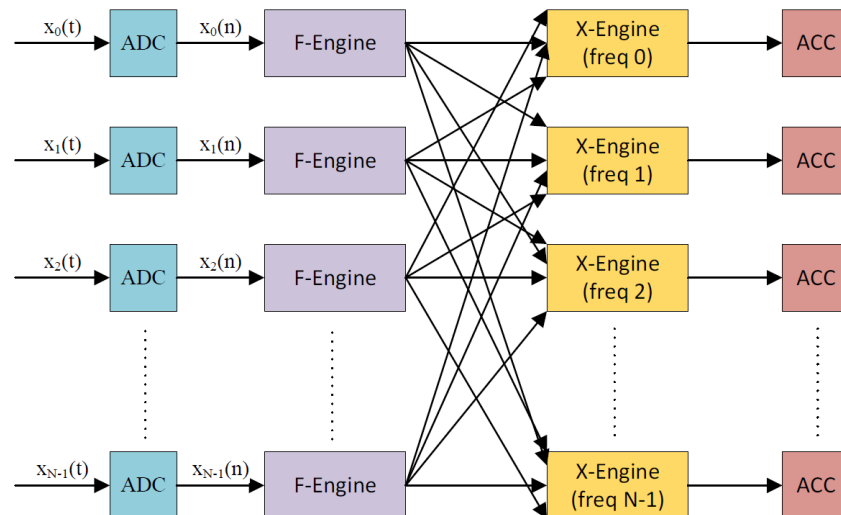 x0(t) ADC x0(n) F-Engine X-Engine ACC
(freq 0)
x1(t) ADC x1(n) F-Engine X-Engine ACC
(freq 1)
x2(t) ADC x2(n) F-Engine X-Engine ACC
(freq 2)
xN-1(t) ADC xN-1(n) F-Engine X-Engine ACC
(freq N-1)